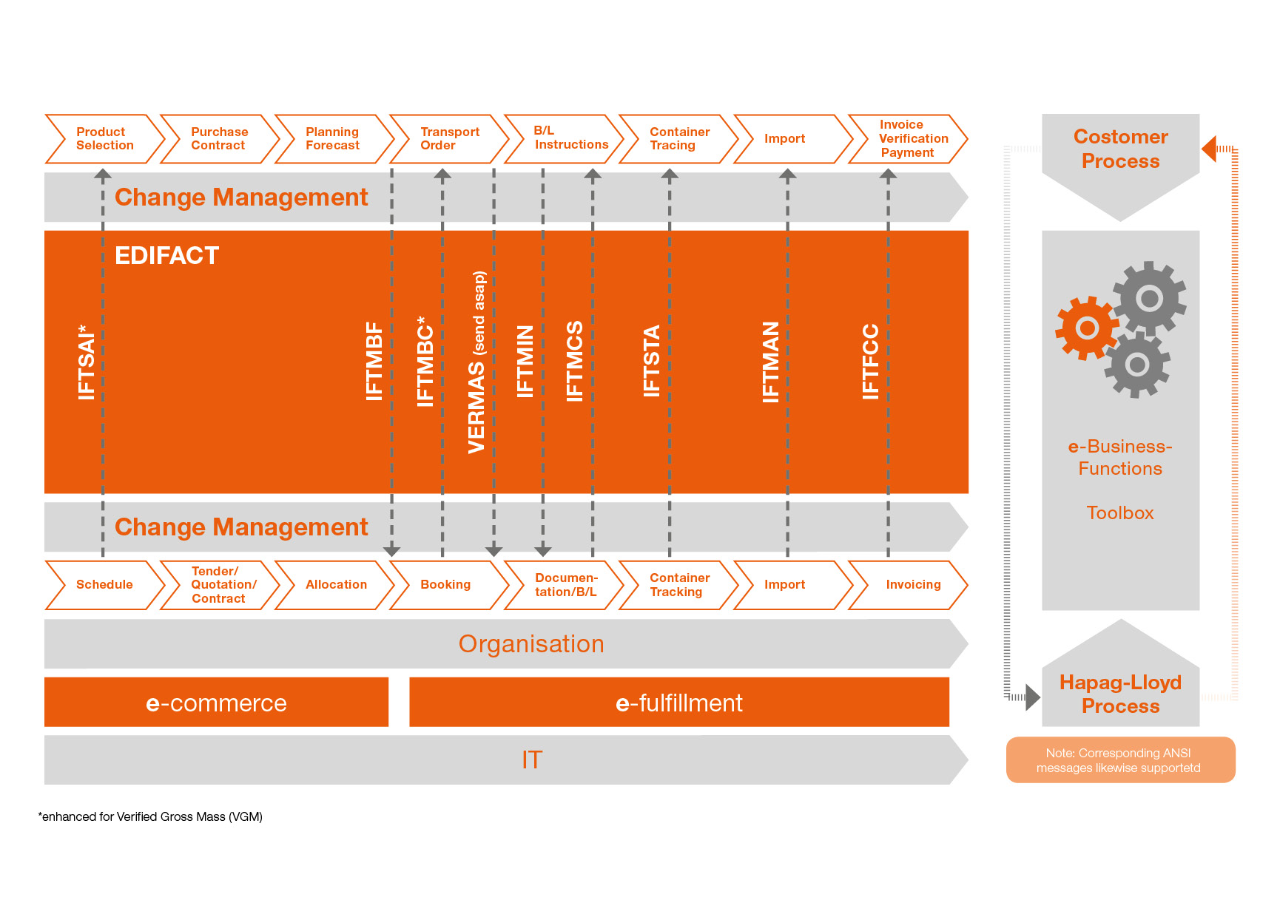 Product
Selection
Purchase
Contract
Planning
Forecast
Transport
Order
B/L
Instructions
Container
Tracing
Import
Invoice
Verification
Payment
Change Management
EDIFACT
IFTSAI*
IFTMBF
IFTMBC*
VERMAS (send asap)
IFTMIN
IFTMCS
IFTSTA
IFTMAN
IFTFCC
Change Management
Schedule
Tender/
Quotation/
Contract
Allocation
Booking
Documen-
tation/B/L
Container
Tracking
Import
Invoicing
Organisation
e-commerce
e-fulfillment
IT
*enhanced for Verified Gross Mass (VGM)
Costomer
Process
e-Business-
Functions
Toolbox
Hapag-Lloyd
Process
Note: Corresponding ANSI
messages likewise supportetd